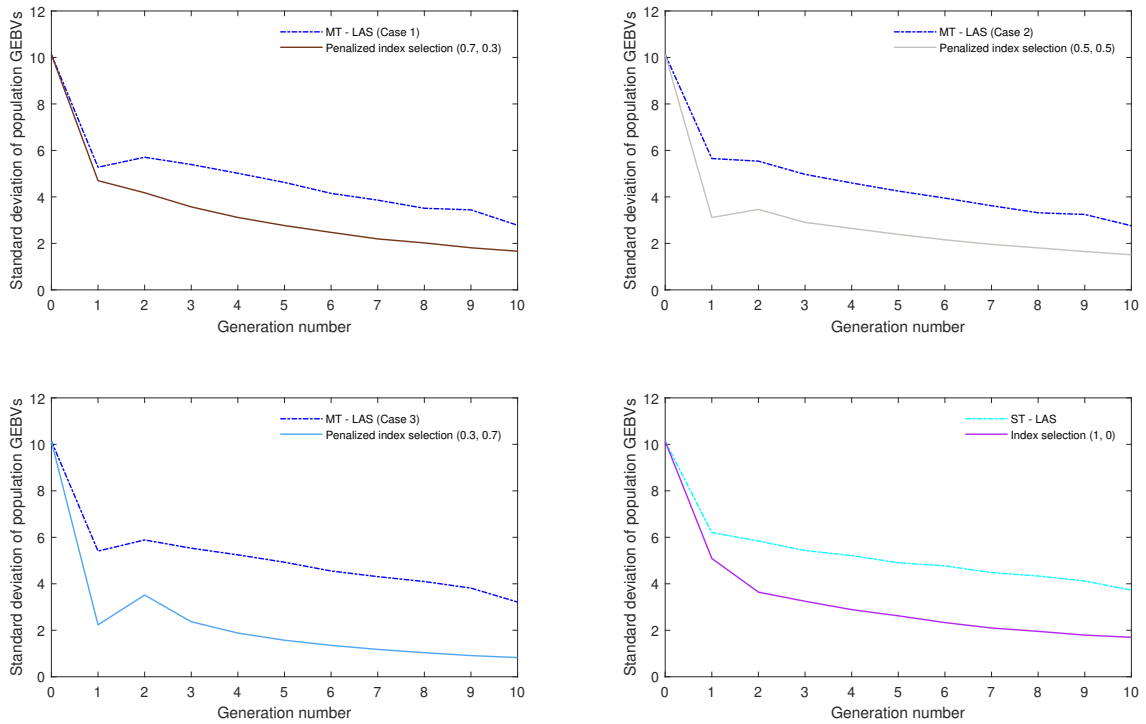 12
10
8
6
4
2
0
Standard deviation of population GEBVs
MT - LAS (Case 1)
Penalized index selection (0.7, 0.3)
0 1 2 3 4 5 6 7 8 9 10
Generation number
12
10
8
6
4
2
0
Standard deviation of population GEBVs
MT - LAS (Case 2)
Penalized index selection (0.5, 0.5)
0 1 2 3 4 5 6 7 8 9 10
Generation number
12
10
8
6
4
2
0
Standard deviation of population GEBVs
MT - LAS (Case 3)
Penalized index selection (0.3, 0.7)
0 1 2 3 4 5 6 7 8 9 10
Generation number
12
10
8
6
4
2
0
Standard deviation of population GEBVs
ST - LAS
Index selection (1, 0)
0 1 2 3 4 5 6 7 8 9 10
Generation number